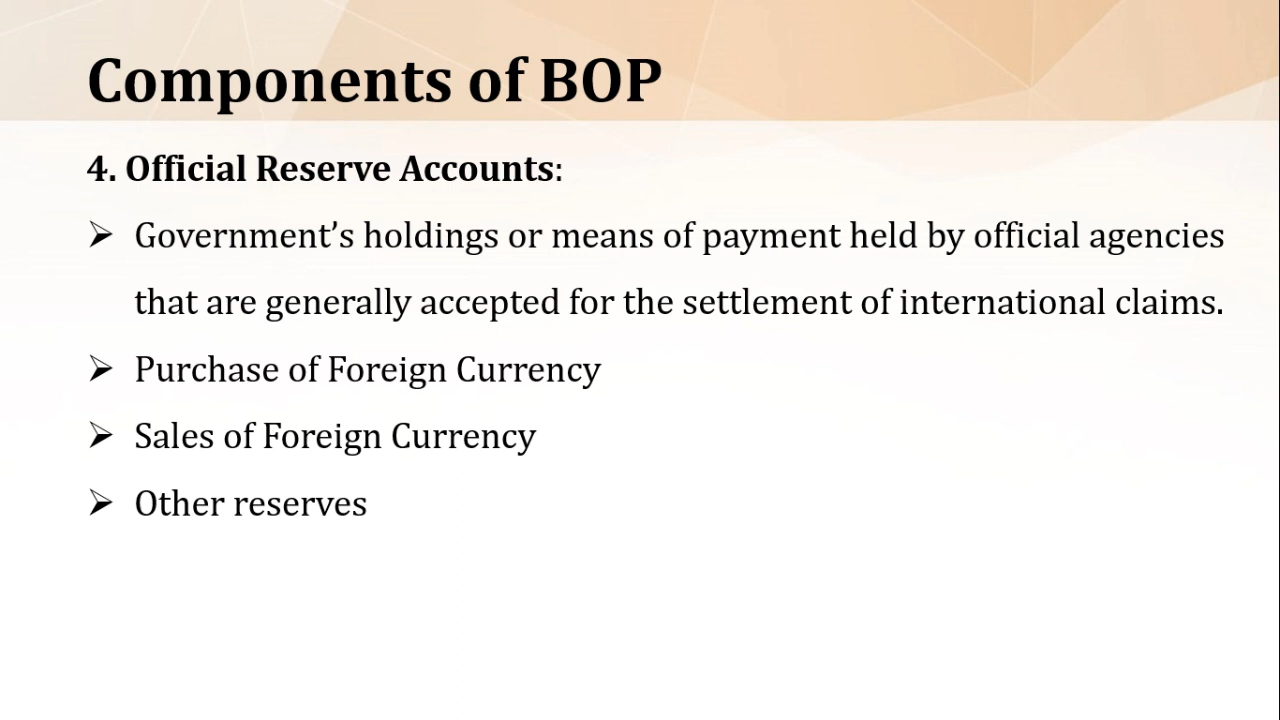 Components of BOP
4. Official Reserve Accounts:
➢ Government’s holdings or means of payment held by official agencies
that are generally accepted for the settlement of international claims.
➢ Purchase of Foreign Currency
➢ Sales of Foreign Currency
➢ Other reserves